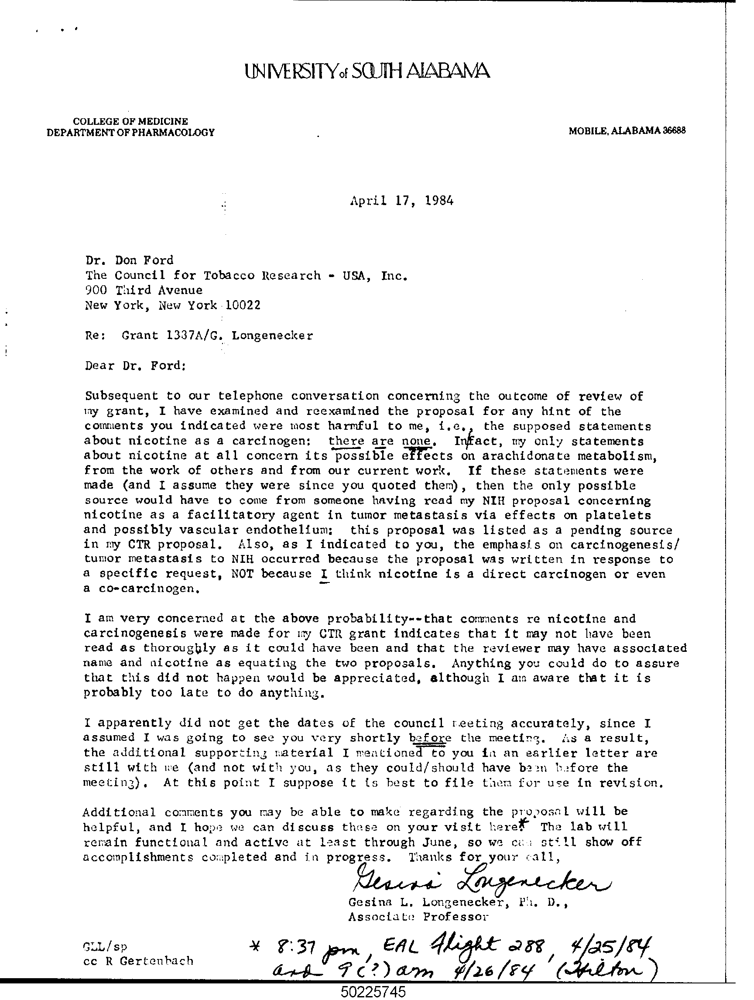 UNIVERSITY of SOUTH ALABAMA
COLLEGE OF MEDICINE
DEPARTMENT OF PHARMACOLOGY
MOBILE, ALABAMA 36688
April 17, 1984
Dr. Don Ford
The Council for Tobacco Research - USA, Inc.
900 Third Avenue
New York, New York 10022
Re: Grant 1337A/G. Longenecker
Dear Dr. Ford:
Subsequent to our telephone conversation concerning the outcome of review of
my grant, I have examined and reexamined the proposal for any hint of the
comments you indicated were most harmful to me, i.e., the supposed statements
about nicotine as a carcinogen: there are none. Infact, my only statements
about nicotine at all concern its possible effects on arachidonate metabolism,
from the work of others and from our current work. If these statements were
made (and I assume they were since you quoted them), then the only possible
source would have to come from someone having read my NIH proposal concerning
nicotine as a facilitatory agent in tumor metastasis via effects on platelets
and possibly vascular endothelium: this proposal was listed as a pending source
in my CTR proposal. Also, as I indicated to you, the emphasis on carcinogenesis/
tumor metastasis to NIH occurred because the proposal was written in response to
a specific request, NOT because I think nicotine is a direct carcinogen or even
a co-carcinogen.
I am very concerned at the above probability--that comments re nicotine and
carcinogenesis were made for my CTR grant indicates that it may not have been
read as thoroughly as it could have been and that the reviewer may have associated
name and nicotine as equating the two proposals. Anything you could do to assure
that this did not happen would be appreciated, although I am aware that it is
probably too late to do anything.
I apparently did not get the dates of the council meeting accurately, since I
assumed I was going to see you very shortly before the meeting. As a result,
the additional supporting material I mentioned to you in an earlier letter are
still with me (and not with you, as they could/should have been before the
meeting). At this point I suppose it is best to file them for use in revision.
Additional comments you may be able to make regarding the proposal will be
helpful, and I hope we can discuss these on your visit here.* The lab will
remain functional and active at least through June, so we can still show off
accomplishments completed and in progress. Thanks for your call,
Gesina Longenecker
Gesina L. Longenecker, Ph. D.,
Associate Professor
GLL/sp
cc R Gertenbach
* 8:37 pm, EAL flight 288, 4/25/84
and 9(?) am 4/26/84 (Hilton)
50225745